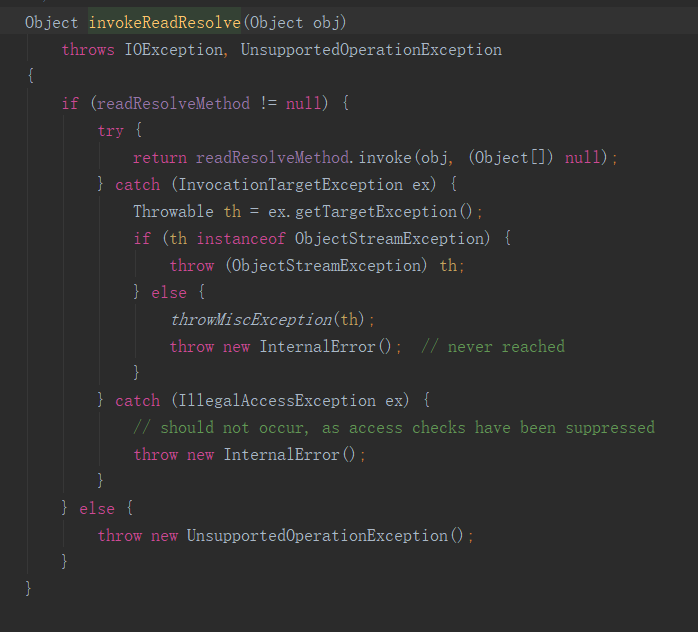 Object invokeReadResolve(Object obj)
    throws IOException, UnsupportedOperationException
{
    if (readResolveMethod != null) {
        try {
            return readResolveMethod.invoke(obj, (Object[]) null);
        } catch (InvocationTargetException ex) {
            Throwable th = ex.getTargetException();
            if (th instanceof ObjectStreamException) {
                throw (ObjectStreamException) th;
            } else {
                throwMiscException(th);
                throw new InternalError();  // never reached
            }
        } catch (IllegalAccessException ex) {
            // should not occur, as access checks have been suppressed
            throw new InternalError();
        }
    } else {
        throw new UnsupportedOperationException();
    }
}